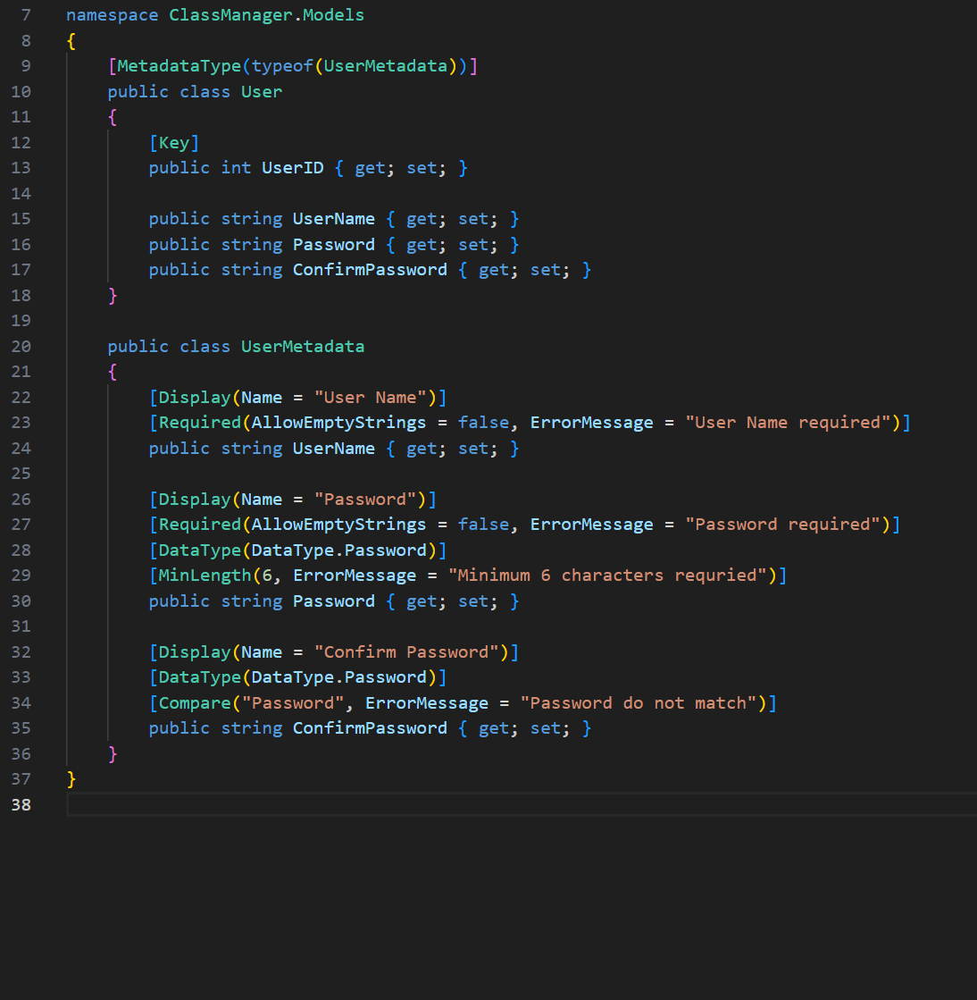 7 namespace ClassManager.Models
8 {
9 [MetadataType(typeof(UserMetadata))]
10 public class User
11 {
12 [Key]
13 public int UserID { get; set; }
14
15 public string UserName { get; set; }
16 public string Password { get; set; }
17 public string ConfirmPassword { get; set; }
18 }
19
20 public class UserMetadata
21 {
22 [Display(Name = "User Name")]
23 [Required(AllowEmptyStrings = false, ErrorMessage = "User Name required")]
24 public string UserName { get; set; }
25
26 [Display(Name = "Password")]
27 [Required(AllowEmptyStrings = false, ErrorMessage = "Password required")]
28 [DataType(DataType.Password)]
29 [MinLength(6, ErrorMessage = "Minimum 6 characters requried")]
30 public string Password { get; set; }
31
32 [Display(Name = "Confirm Password")]
33 [DataType(DataType.Password)]
34 [Compare("Password", ErrorMessage = "Password do not match")]
35 public string ConfirmPassword { get; set; }
36 }
37 }
38